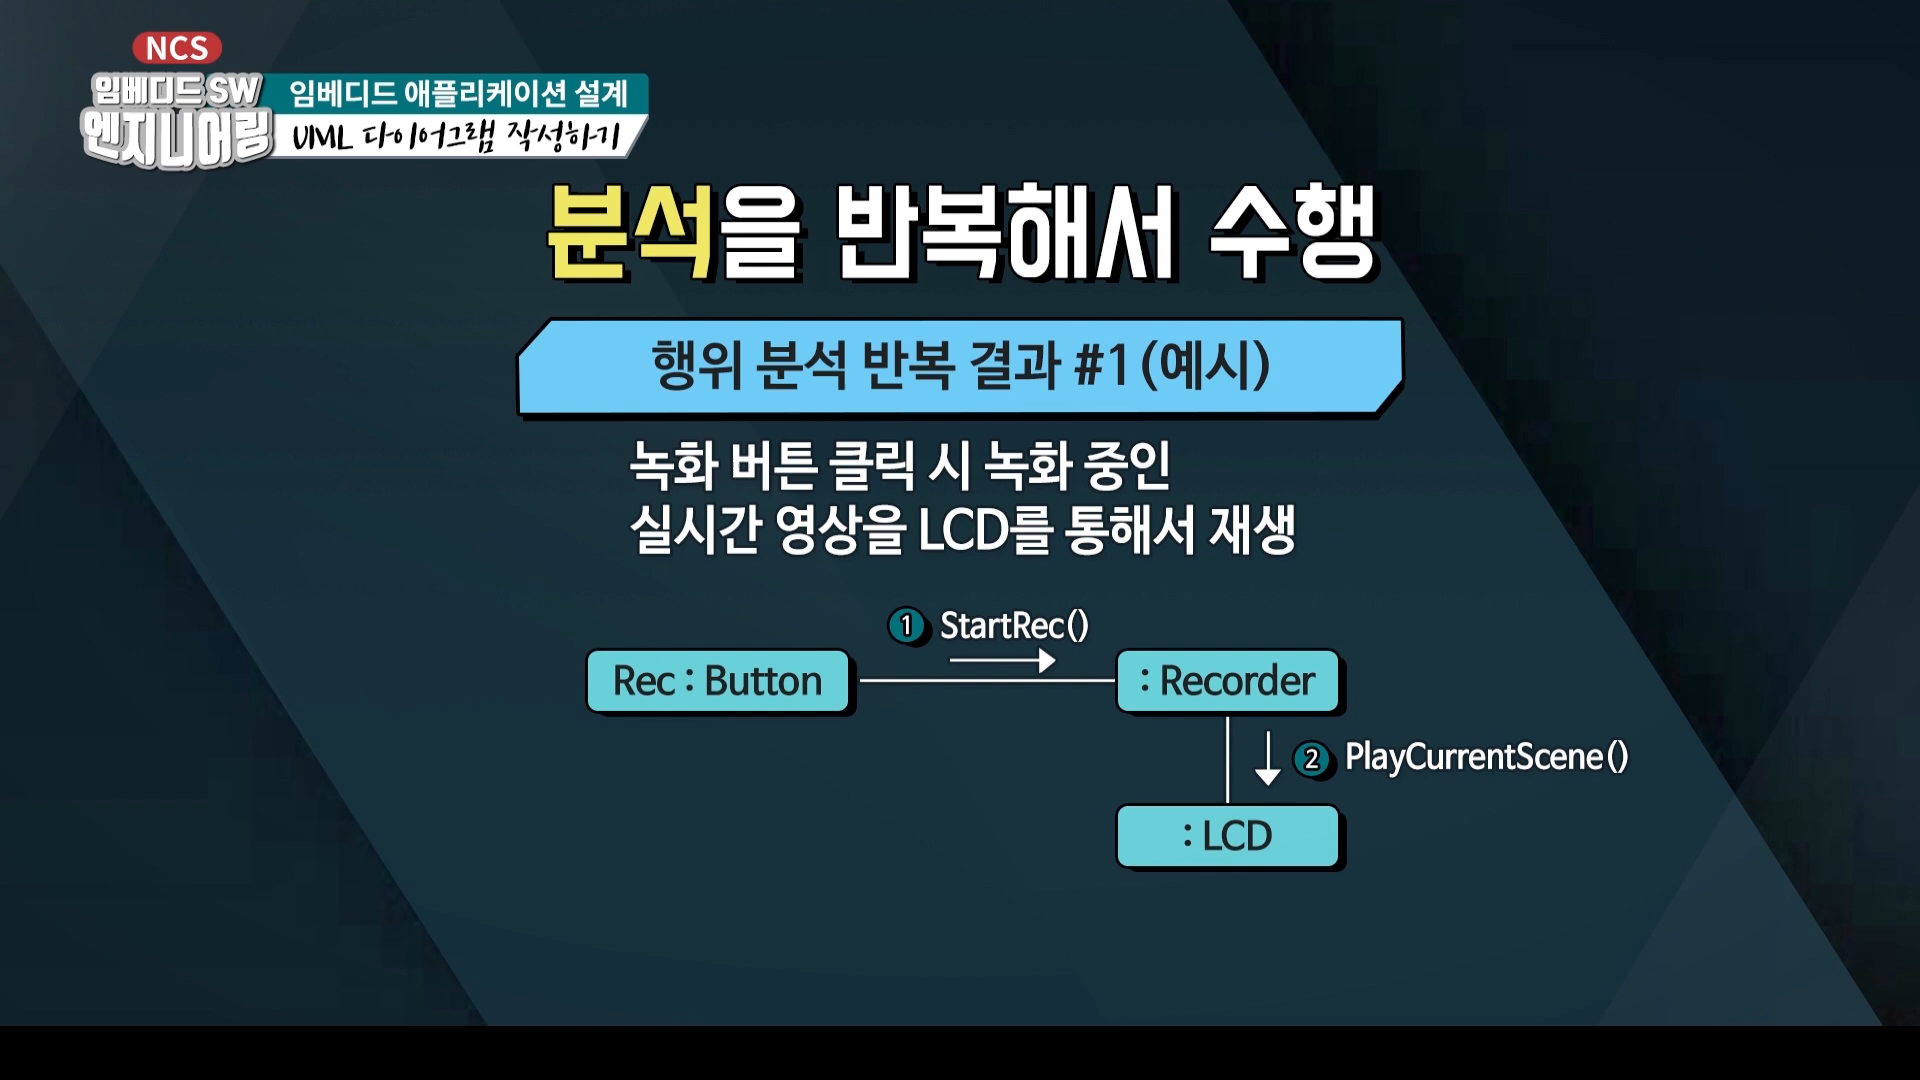 NCS
임베디드 SW
엔지니어링
임베디드 애플리케이션 설계
UML 다이어그램 작성하기
분석을 반복해서 수행
행위 분석 반복 결과 #1(예시)
녹화 버튼 클릭 시 녹화 중인
실시간 영상을 LCD를 통해서 재생
1 StartRec()
Rec : Button
: Recorder
2 PlayCurrentScene()
: LCD